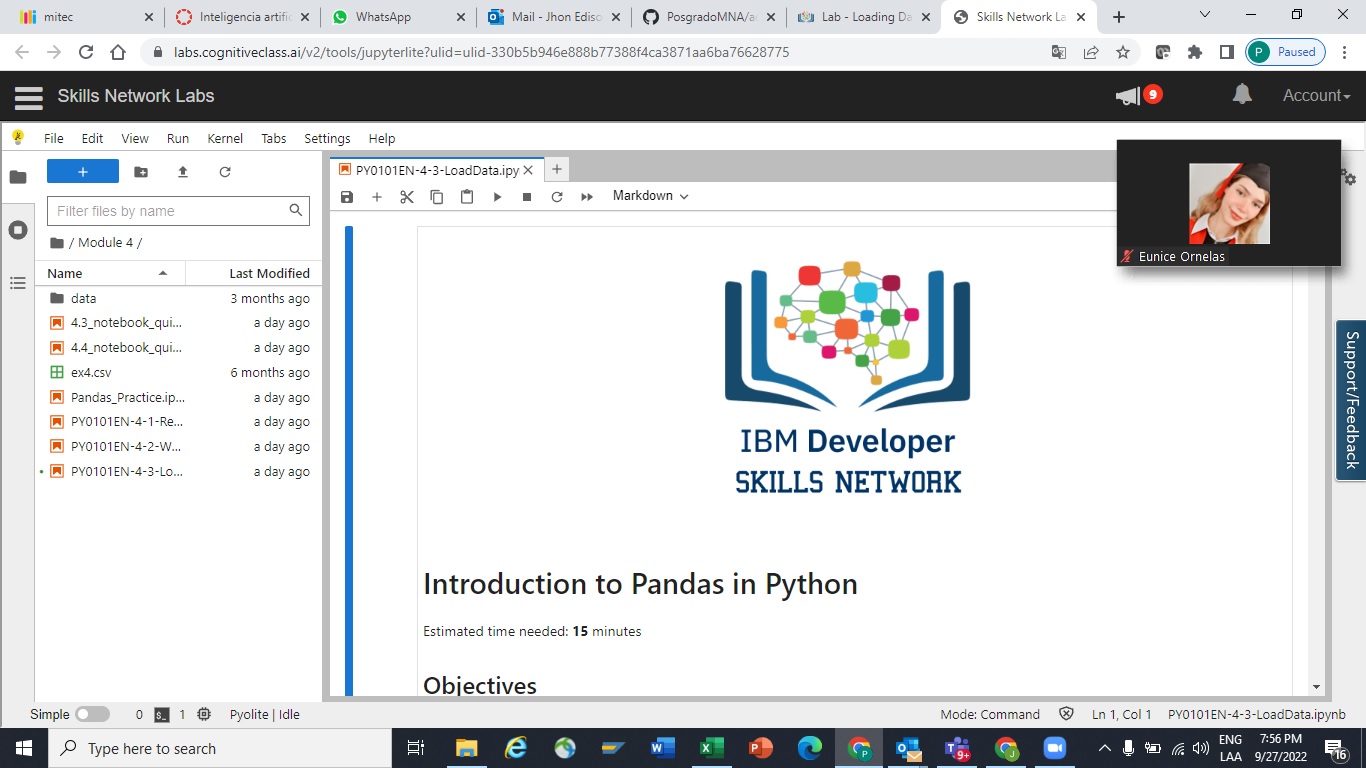 mitec
Inteligencia artific
WhatsApp
Mail - Jhon Edisc
PosgradoMNA/ac
Lab - Loading Da
Skills Network La
labs.cognitiveclass.ai/v2/tools/jupyterlite?ulid=ulid-330b5b946e888b77388f4ca3871aa6ba76628775
P Paused
Skills Network Labs
9
Account
File Edit View Run Kernel Tabs Settings Help
+
PY0101EN-4-3-LoadData.ipy
Markdown
Filter files by name
/ Module 4 /
Name Last Modified
data 3 months ago
4.3_notebook_qui... a day ago
4.4_notebook_qui... a day ago
ex4.csv 6 months ago
Pandas_Practice.ip... a day ago
PY0101EN-4-1-Re... a day ago
PY0101EN-4-2-W... a day ago
PY0101EN-4-3-Lo... a day ago
Eunice Ornelas
Support/Feedback
IBM Developer
SKILLS NETWORK
Introduction to Pandas in Python
Estimated time needed: 15 minutes
Objectives
Simple 0 1 Pyolite | Idle
Mode: Command Ln 1, Col 1 PY0101EN-4-3-LoadData.ipynb
Type here to search
ENG
LAA
7:56 PM
9/27/2022
16